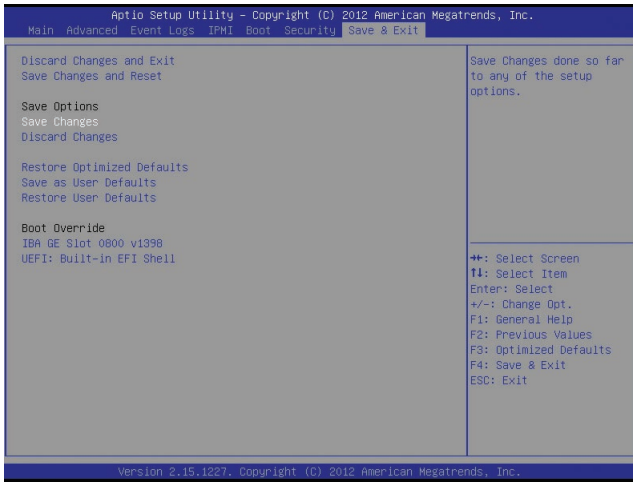 Aptio Setup Utility – Copyright (C) 2012 American Megatrends, Inc.
Main Advanced Event Logs IPMI Boot Security Save & Exit
Discard Changes and Exit
Save Changes and Reset
Save Options
Save Changes
Discard Changes
Restore Optimized Defaults
Save as User Defaults
Restore User Defaults
Boot Override
IBA GE Slot 0800 v1398
UEFI: Built-in EFI Shell
Save Changes done so far
to any of the setup
options.
→←: Select Screen
↑↓: Select Item
Enter: Select
+/-: Change Opt.
F1: General Help
F2: Previous Values
F3: Optimized Defaults
F4: Save & Exit
ESC: Exit
Version 2.15.1227. Copyright (C) 2012 American Megatrends, Inc.